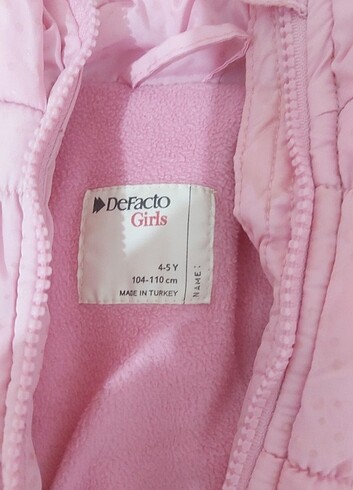 DeFacto
Girls
4-5 Y
104-110 cm
MADE IN TURKEY
NAME: